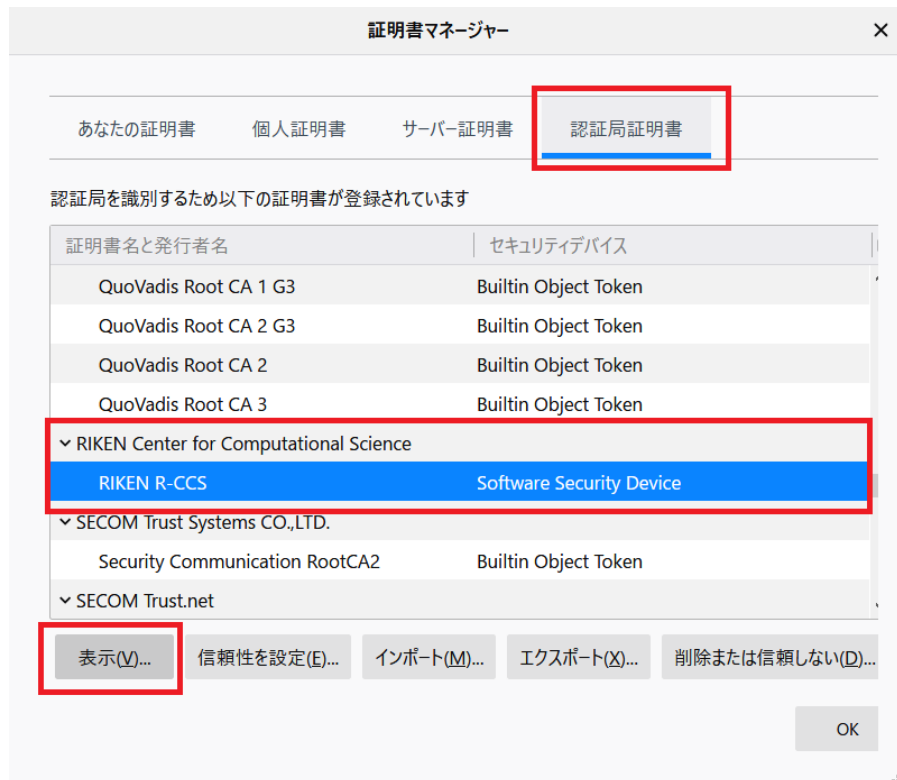 証明書マネージャー
あなたの証明書 個人証明書 サーバー証明書 認証局証明書
認証局を識別するため以下の証明書が登録されています
証明書名と発行者名 セキュリティデバイス
QuoVadis Root CA 1 G3 Builtin Object Token
QuoVadis Root CA 2 G3 Builtin Object Token
QuoVadis Root CA 2 Builtin Object Token
QuoVadis Root CA 3 Builtin Object Token
RIKEN Center for Computational Science
RIKEN R-CCS Software Security Device
SECOM Trust Systems CO.,LTD.
Security Communication RootCA2 Builtin Object Token
SECOM Trust.net
表示(V)... 信頼性を設定(E)... インポート(M)... エクスポート(X)... 削除または信頼しない(D)...
OK